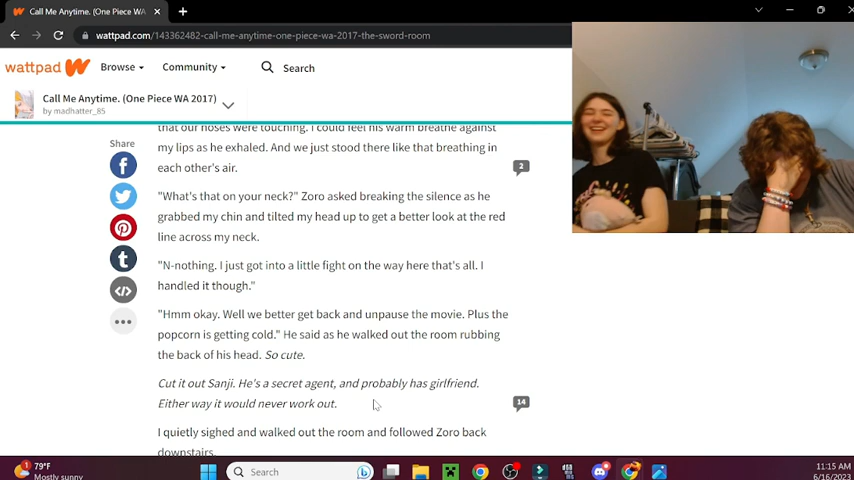 Call Me Anytime. (One Piece WA
wattpad.com/143362482-call-me-anytime-one-piece-wa-2017-the-sword-room
wattpad
Browse
Community
Search
Call Me Anytime. (One Piece WA 2017)
by madhatter_85
Share
that our noses were touching. I could feel his warm breathe against
my lips as he exhaled. And we just stood there like that breathing in
each other's air.
2
"What's that on your neck?" Zoro asked breaking the silence as he
grabbed my chin and tilted my head up to get a better look at the red
line across my neck.
"N-nothing. I just got into a little fight on the way here that's all. I
handled it though."
"Hmm okay. Well we better get back and unpause the movie. Plus the
popcorn is getting cold." He said as he walked out the room rubbing
the back of his head. So cute.
Cut it out Sanji. He's a secret agent, and probably has girlfriend.
Either way it would never work out.
14
I quietly sighed and walked out the room and followed Zoro back
downstairs.
1
79°F
Mostly sunny
Search
11:15 AM
6/16/2023